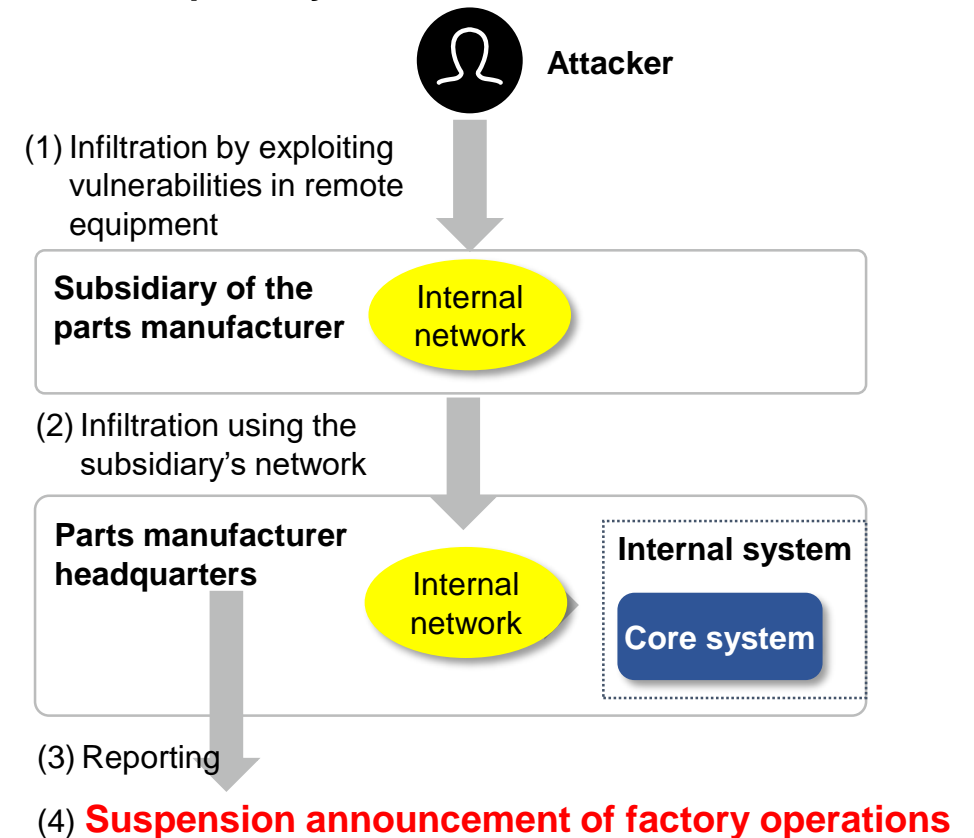 Attacker
(1) Infiltration by exploiting
vulnerabilities in remote
equipment
Subsidiary of the
parts manufacturer
Internal
network
(2) Infiltration using the
subsidiary's network
Parts manufacturer
headquarters
Internal
network
Internal system
Core system
(3) Reporting
(4) Suspension announcement of factory operations